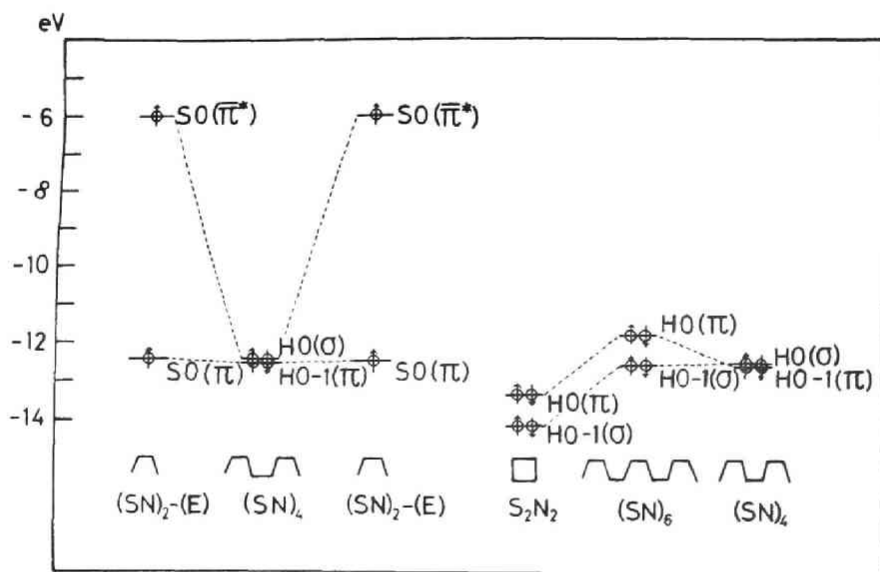 eV
-6
-8
-10
-12
-14
SO(π̅*)
SO(π̅*)
SO(π)
HO(σ)
HO-1(π)
SO(π)
HO(π)
HO-1(σ)
HO(π)
HO-1(σ)
HO(σ)
HO-1(π)
(SN)₂-(E)
(SN)₄
(SN)₂-(E)
S₂N₂
(SN)₆
(SN)₄